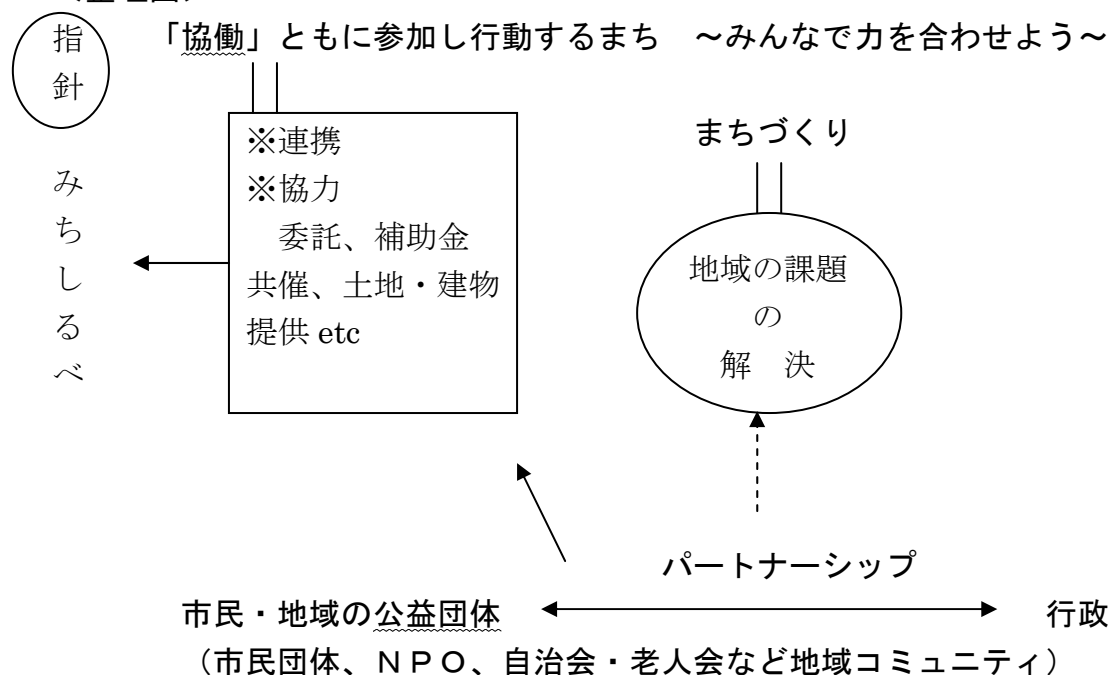 指針
「協働」ともに参加し行動するまち　～みんなで力を合わせよう～
みちしるべ
※連携
※協力
委託、補助金
共催、土地・建物
提供 etc
まちづくり
地域の課題
の
解　決
パートナーシップ
市民・地域の公益団体
行政
（市民団体、ＮＰＯ、自治会・老人会など地域コミュニティ）